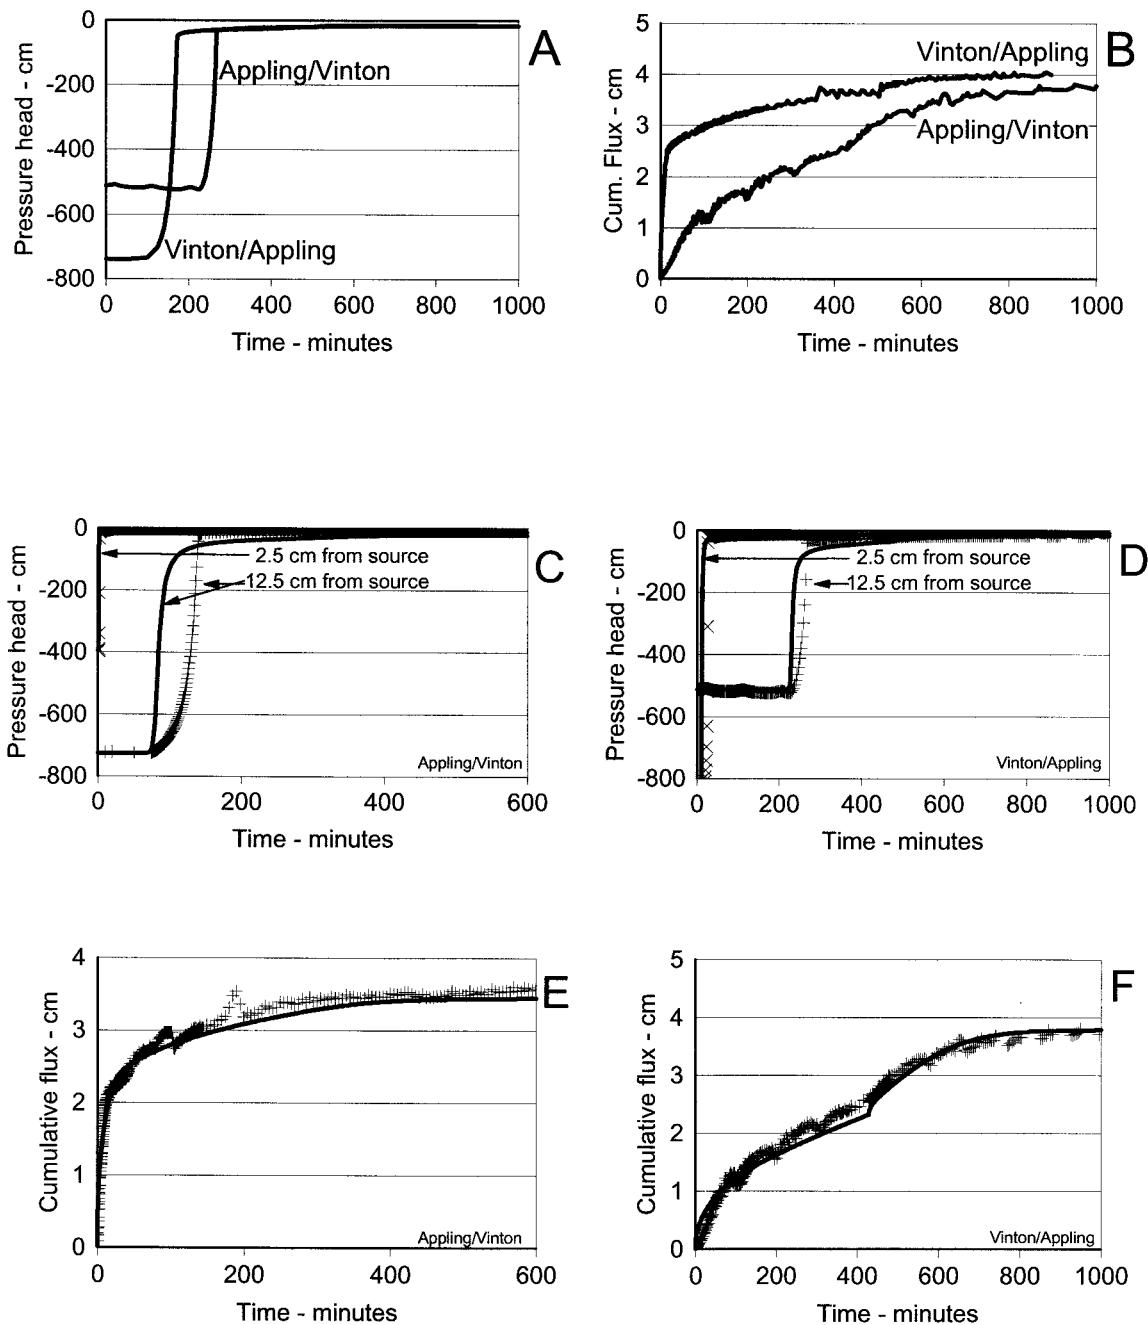 A
Pressure head - cm
0
-200
-400
-600
-800
Appling/Vinton
Vinton/Appling
0 200 400 600 800 1000
Time - minutes
B
Cum. Flux - cm
5
4
3
2
1
0
Vinton/Appling
Appling/Vinton
0 200 400 600 800 1000
Time - minutes
C
Pressure head - cm
0
-200
-400
-600
-800
2.5 cm from source
12.5 cm from source
Appling/Vinton
0 200 400 600
Time - minutes
D
Pressure head - cm
0
-200
-400
-600
-800
2.5 cm from source
12.5 cm from source
Vinton/Appling
0 200 400 600 800 1000
Time - minutes
E
Cumulative flux - cm
4
3
2
1
0
Appling/Vinton
0 200 400 600
Time - minutes
F
Cumulative flux - cm
5
4
3
2
1
0
Vinton/Appling
0 200 400 600 800 1000
Time - minutes